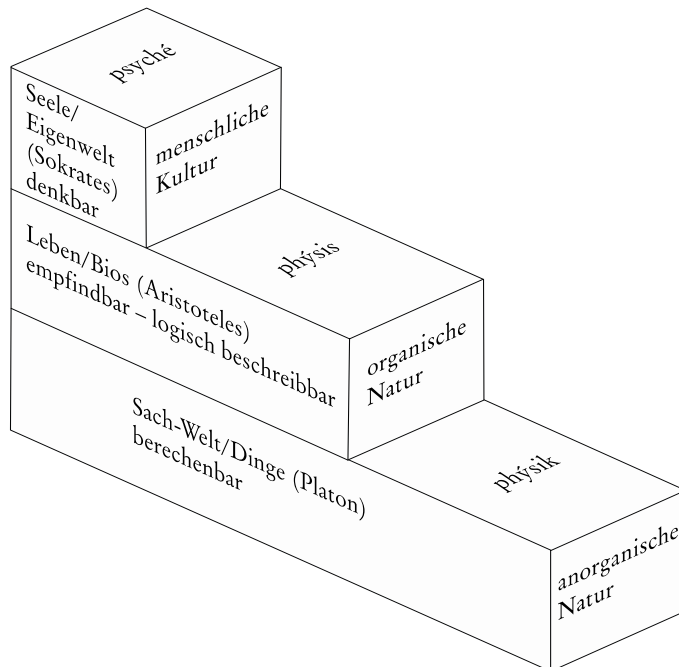 psyché
Seele/
Eigenwelt
(Sokrates)
denkbar
menschliche
Kultur
phýsis
Leben/Bios (Aristoteles)
empfindbar – logisch beschreibbar
organische
Natur
phýsik
Sach-Welt/Dinge (Platon)
berechenbar
anorganische
Natur